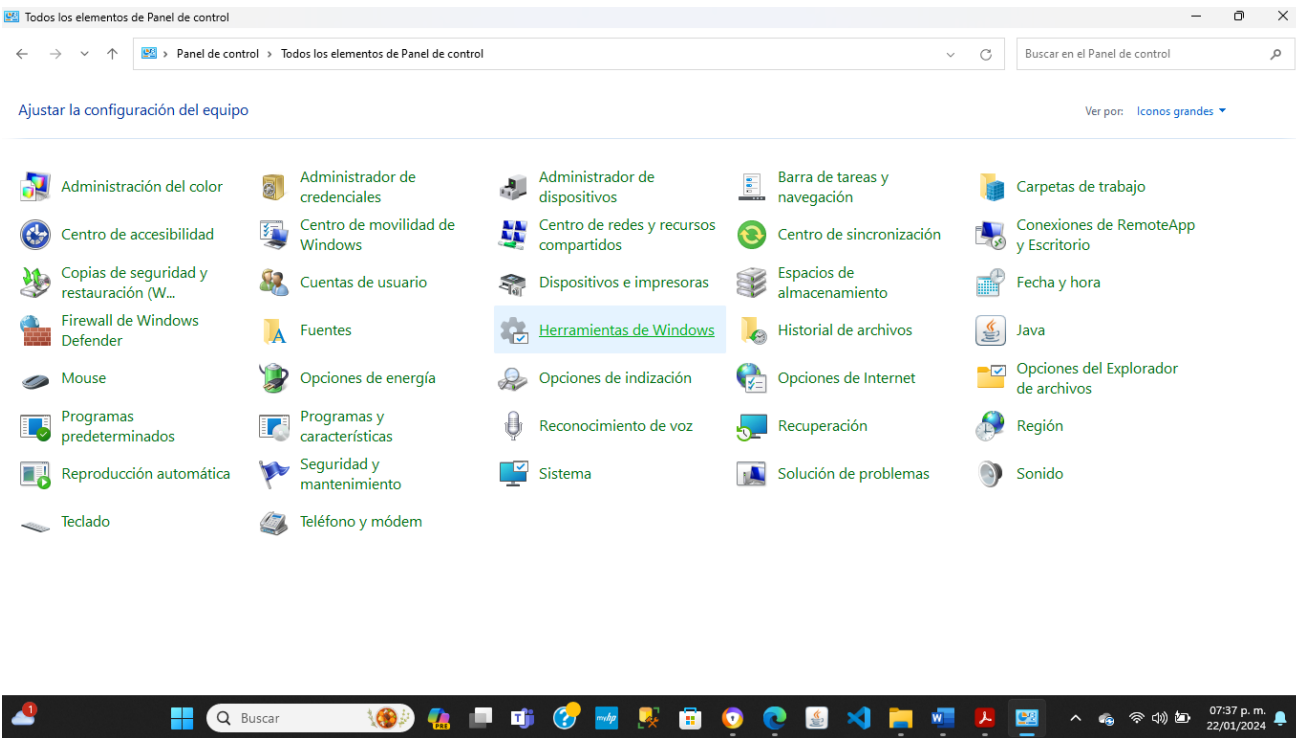 Todos los elementos de Panel de control
Panel de control > Todos los elementos de Panel de control
Buscar en el Panel de control
Ajustar la configuración del equipo
Ver por: Iconos grandes
Administración del color
Administrador de
credenciales
Administrador de
dispositivos
Barra de tareas y
navegación
Carpetas de trabajo
Centro de accesibilidad
Centro de movilidad de
Windows
Centro de redes y recursos
compartidos
Centro de sincronización
Conexiones de RemoteApp
y Escritorio
Copias de seguridad y
restauración (W...
Cuentas de usuario
Dispositivos e impresoras
Espacios de
almacenamiento
Fecha y hora
Firewall de Windows
Defender
Fuentes
Herramientas de Windows
Historial de archivos
Java
Mouse
Opciones de energía
Opciones de indización
Opciones de Internet
Opciones del Explorador
de archivos
Programas
predeterminados
Programas y
características
Reconocimiento de voz
Recuperación
Región
Reproducción automática
Seguridad y
mantenimiento
Sistema
Solución de problemas
Sonido
Teclado
Teléfono y módem
1
Buscar
PRE
myhp
07:37 p. m.
22/01/2024